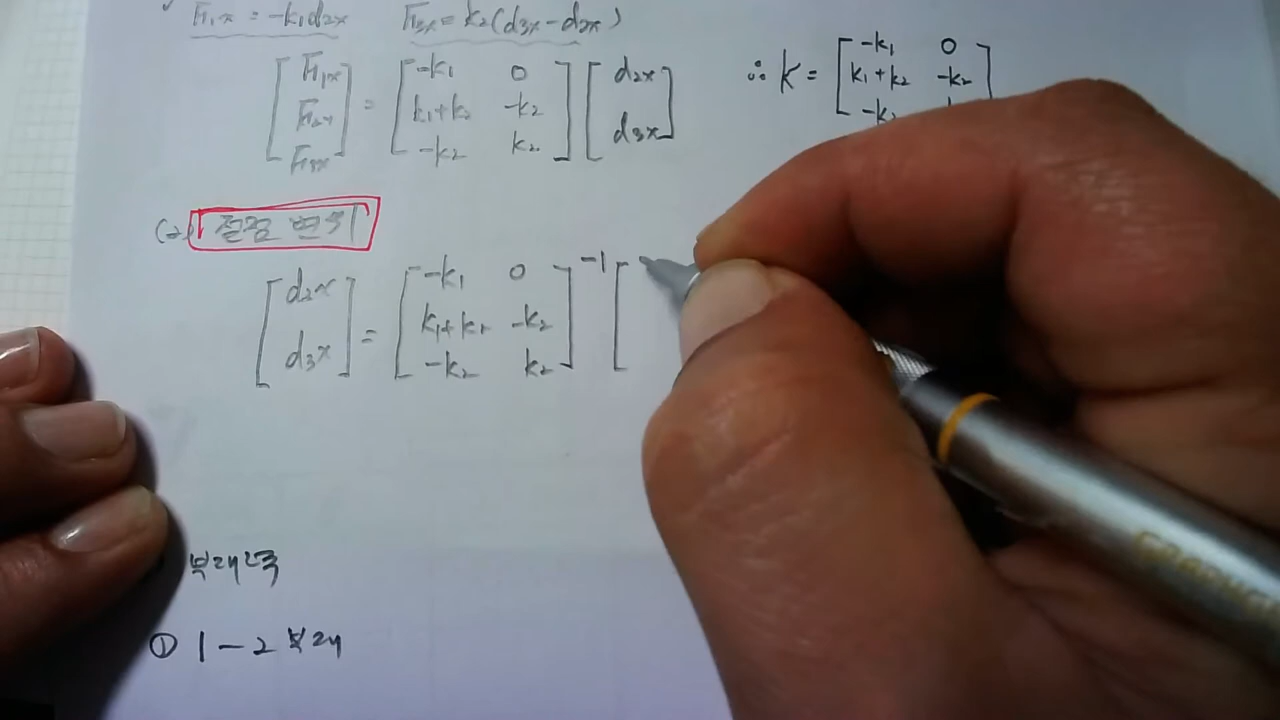 F1x = -k1d2x F3x = k2(d3x-d2x)
[F1x F2x F3x] = [-k1 0 k1+k2 -k2 -k2 k2] [d2x d3x] ∴ K = [-k1 0 k1+k2 -k2 -k2
(2) 절점 변위
[d2x d3x] = [-k1 0 k1+k2 -k2 -k2 k2]-1 [
부재력
① 1-2 부재